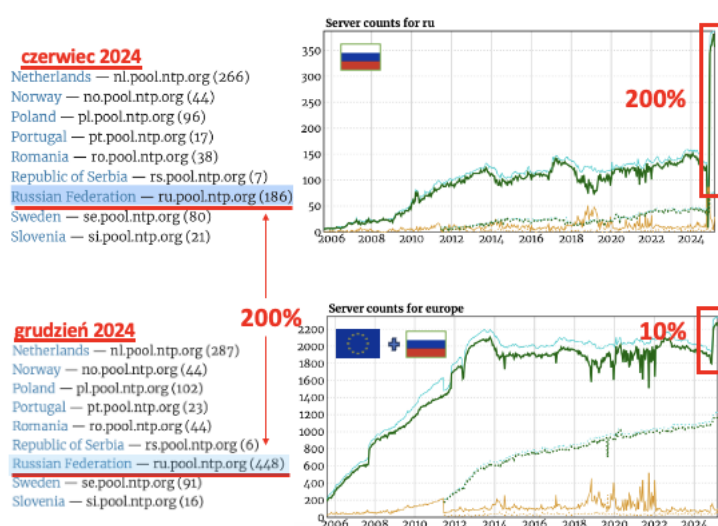 czerwiec 2024
Netherlands — nl.pool.ntp.org (266)
Norway — no.pool.ntp.org (44)
Poland — pl.pool.ntp.org (96)
Portugal — pt.pool.ntp.org (17)
Romania — ro.pool.ntp.org (38)
Republic of Serbia — rs.pool.ntp.org (7)
Russian Federation — ru.pool.ntp.org (186)
Sweden — se.pool.ntp.org (80)
Slovenia — si.pool.ntp.org (21)
Server counts for ru
200%
350
300
250
200
150
100
50
0
2006 2008 2010 2012 2014 2016 2018 2020 2022 2024
200%
grudzień 2024
Netherlands — nl.pool.ntp.org (287)
Norway — no.pool.ntp.org (44)
Poland — pl.pool.ntp.org (102)
Portugal — pt.pool.ntp.org (23)
Romania — ro.pool.ntp.org (44)
Republic of Serbia — rs.pool.ntp.org (6)
Russian Federation — ru.pool.ntp.org (448)
Sweden — se.pool.ntp.org (91)
Slovenia — si.pool.ntp.org (16)
Server counts for europe
10%
2200
2000
1800
1600
1400
1200
1000
800
600
400
200
0
2006 2008 2010 2012 2014 2016 2018 2020 2022 2024